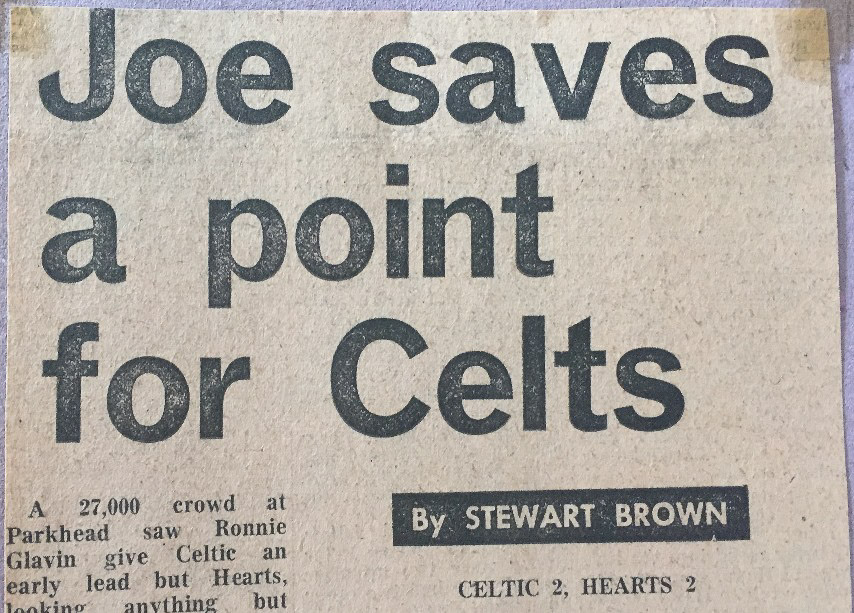 Joe saves
a point
for Celts
A 27,000 crowd at
Parkhead saw Ronnie
Glavin give Celtic an
early lead but Hearts,
looking anything but
By STEWART BROWN
CELTIC 2, HEARTS 2